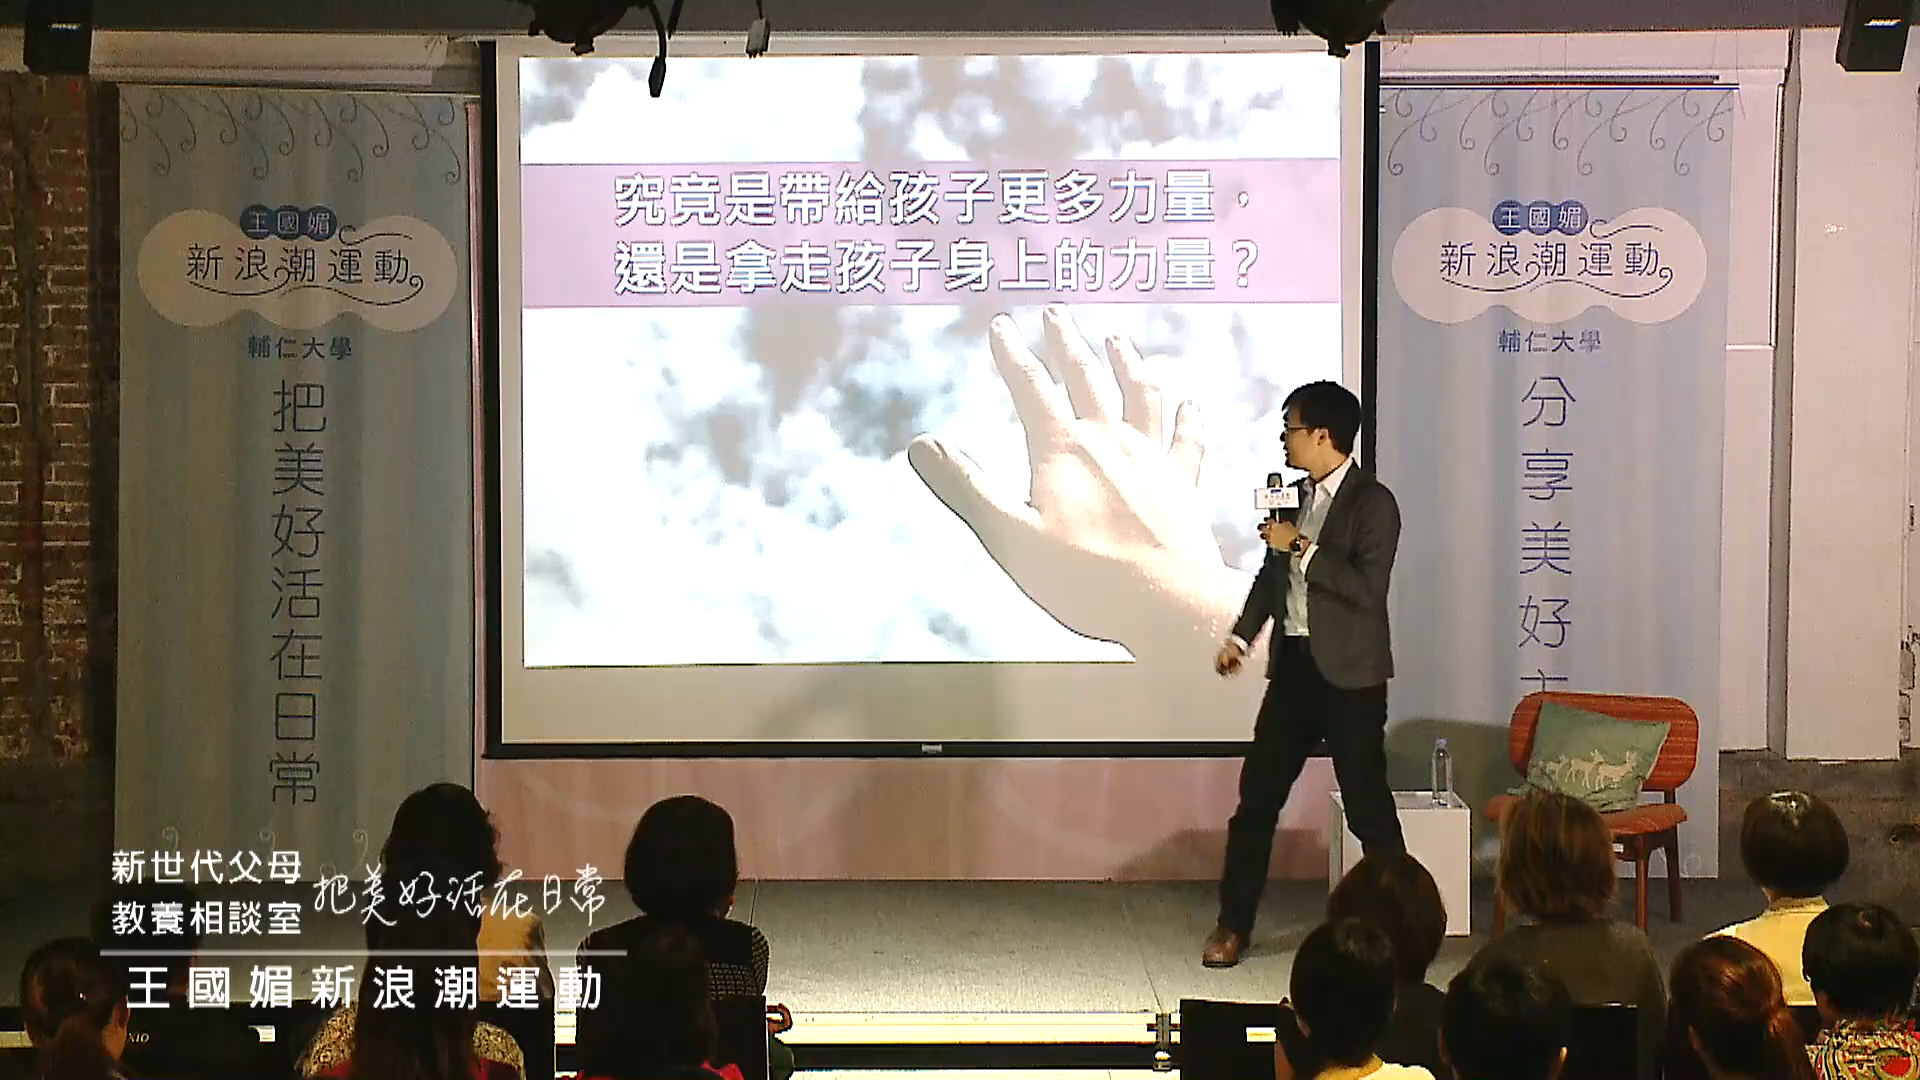 究竟是帶給孩子更多力量，
還是拿走孩子身上的力量？
王國媚
新浪潮運動
輔仁大學
把美好活在日常
王國媚
新浪潮運動
輔仁大學
分享美好
新世代父母
教養相談室
把美好活在日常
王國媚新浪潮運動